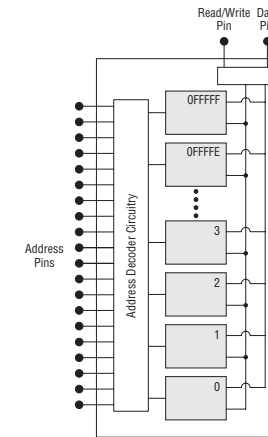 Read/Write
Pin
0FFFFF
0FFFFE
3
2
1
0
Address Decoder Circuitry
Address
Pins